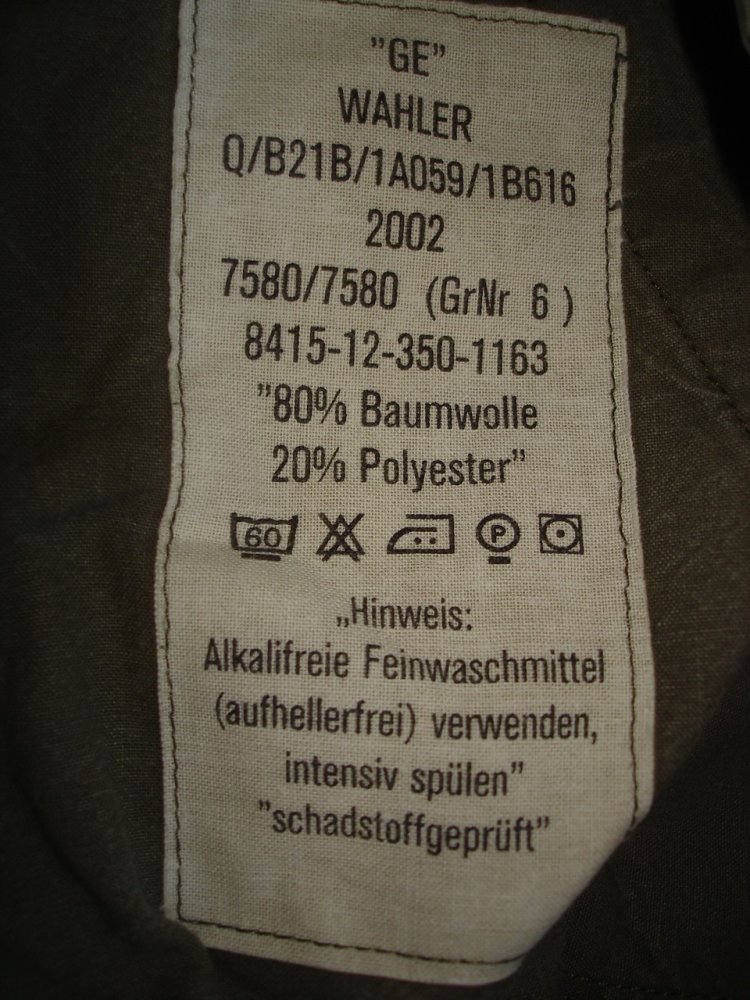 "GE"
WAHLER
Q/B21B/1A059/1B616
2002
7580/7580 (GrNr 6 )
8415-12-350-1163
"80% Baumwolle
20% Polyester"
60 P
„Hinweis:
Alkalifreie Feinwaschmittel
(aufhellerfrei) verwenden,
intensiv spülen"
"schadstoffgeprüft"